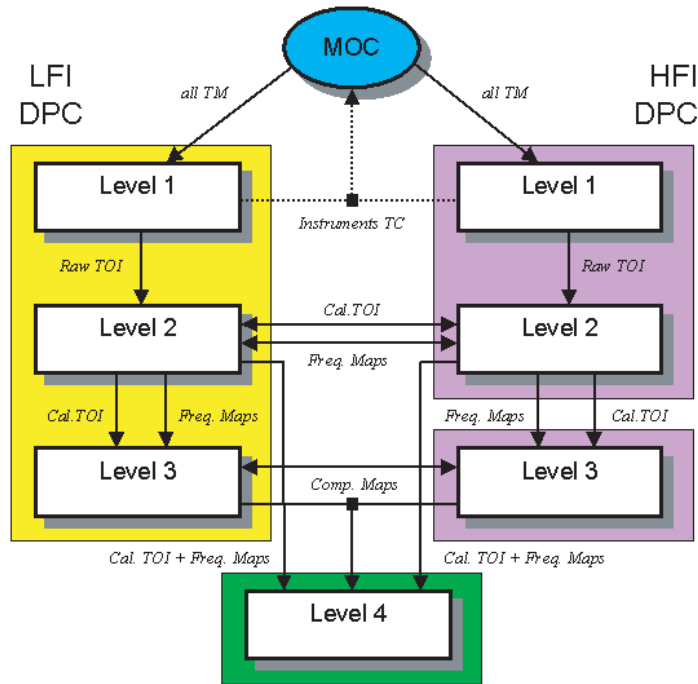 MOC
LFI
DPC
HFI
DPC
all TM
all TM
Level 1
Level 1
Instruments TC
Raw TOI
Raw TOI
Level 2
Level 2
Cal.TOI
Freq. Maps
Cal.TOI
Freq. Maps
Freq. Maps
Cal.TOI
Level 3
Level 3
Comp. Maps
Cal. TOI + Freq. Maps
Cal. TOI + Freq. Maps
Level 4